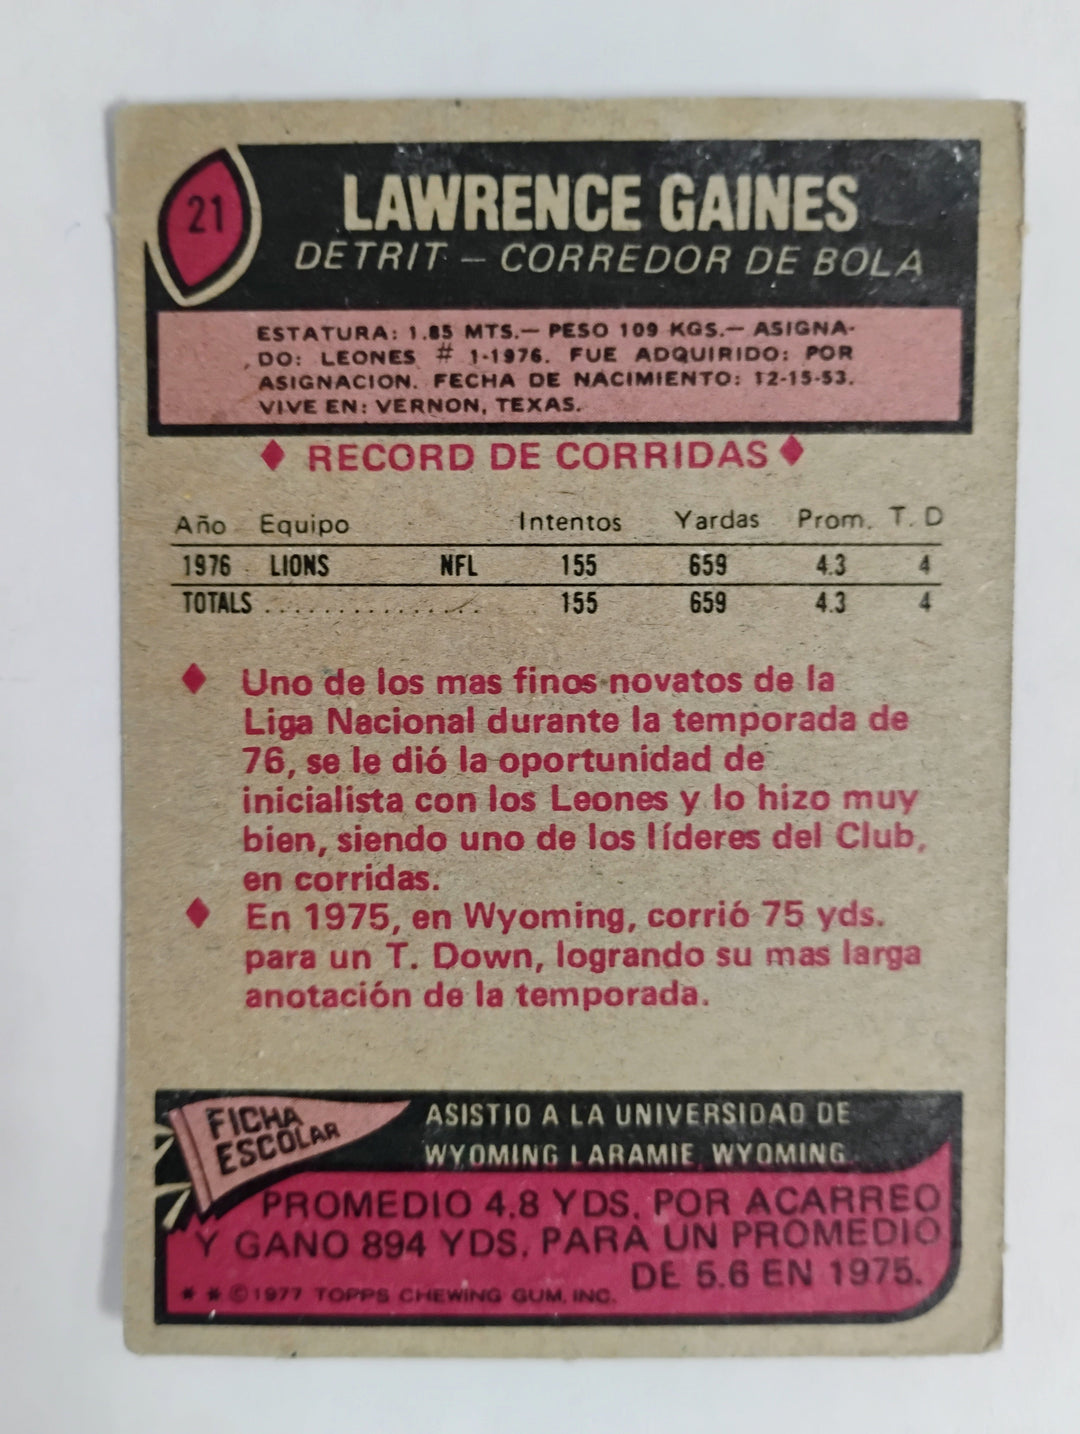 21
LAWRENCE GAINES
DETRIT – CORREDOR DE BOLA
ESTATURA: 1.85 MTS.— PESO 109 KGS.— ASIGNA-
DO: LEONES # 1-1976. FUE ADQUIRIDO: POR
ASIGNACION. FECHA DE NACIMIENTO: 12-15-53.
VIVE EN: VERNON, TEXAS.
♦ RECORD DE CORRIDAS ♦
Año Equipo Intentos Yardas Prom. T. D
1976 LIONS NFL 155 659 4.3 4
TOTALS ................ 155 659 4.3 4
♦ Uno de los mas finos novatos de la
Liga Nacional durante la temporada de
76, se le dió la oportunidad de
inicialista con los Leones y lo hizo muy
bien, siendo uno de los líderes del Club,
en corridas.
♦ En 1975, en Wyoming, corrió 75 yds.
para un T. Down, logrando su mas larga
anotación de la temporada.
FICHA
ESCOLAR
ASISTIO A LA UNIVERSIDAD DE
WYOMING LARAMIE, WYOMING.
PROMEDIO 4.8 YDS. POR ACARREO
Y GANO 894 YDS. PARA UN PROMEDIO
DE 5.6 EN 1975.
* * ©1977 TOPPS CHEWING GUM, INC.